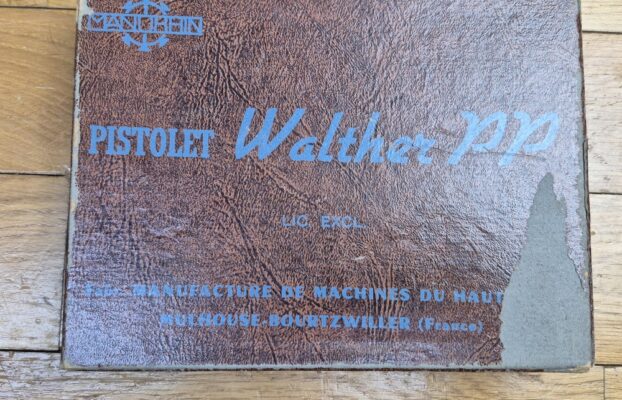 MANURHIN
PISTOLET Walther PP
LIC EXCL.
MANUFACTURE DE MACHINES DU HAUT
MULHOUSE-BOURTZWILLER (France)